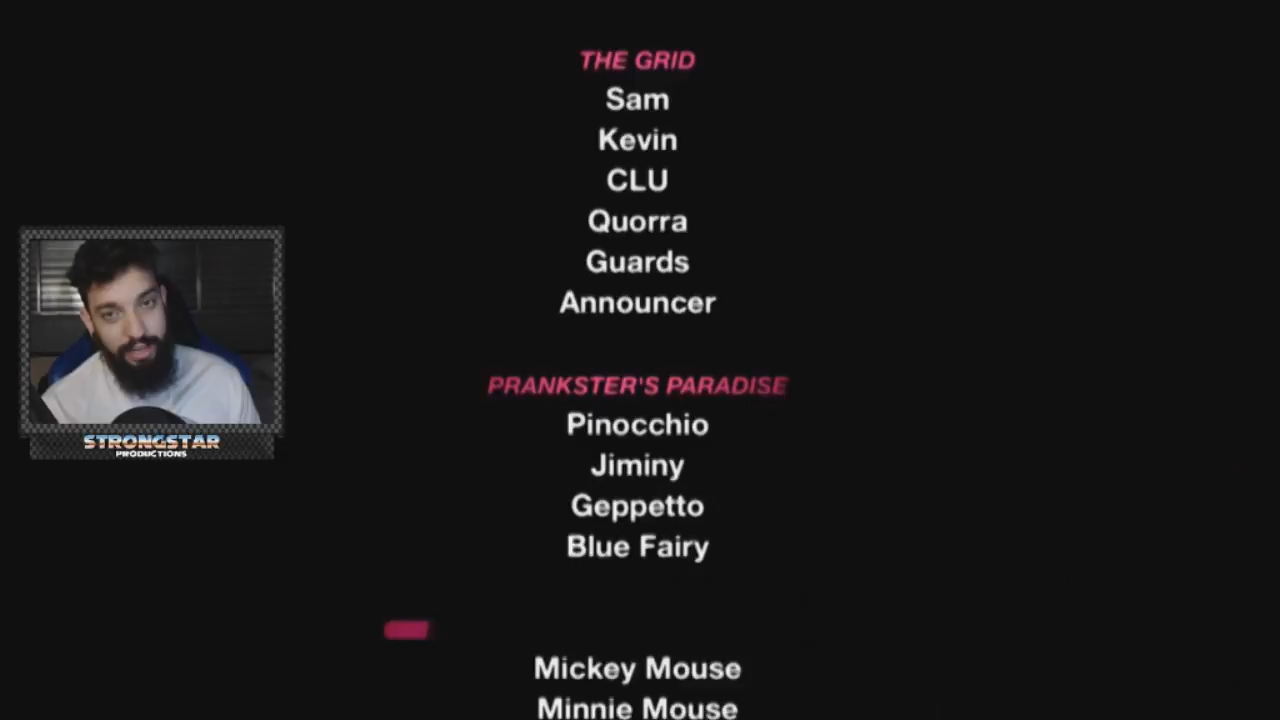 THE GRID
Sam
Kevin
CLU
Quorra
Guards
Announcer
PRANKSTER'S PARADISE
Pinocchio
Jiminy
Geppetto
Blue Fairy
Mickey Mouse
Minnie Mouse
STRONGSTAR
PRODUCTIONS